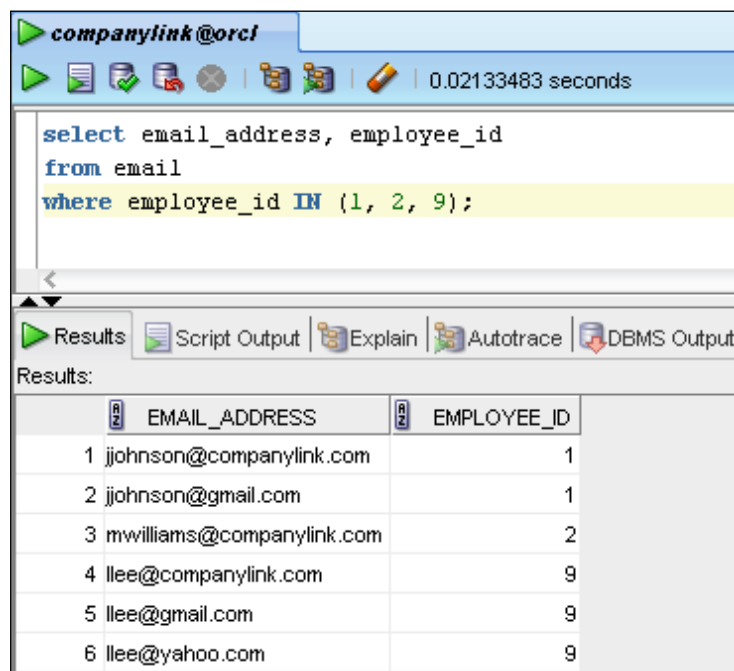 companylink@orcl
0.02133483 seconds
select email_address, employee_id
from email
where employee_id IN (1, 2, 9);
Results Script Output Explain Autotrace DBMS Output
Results:
EMAIL_ADDRESS EMPLOYEE_ID
1 jjohnson@companylink.com 1
2 jjohnson@gmail.com 1
3 mwilliams@companylink.com 2
4 llee@companylink.com 9
5 llee@gmail.com 9
6 llee@yahoo.com 9